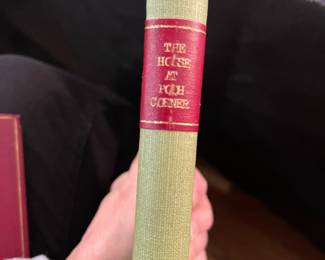 THE
HOUSE
AT
POOH
CORNER